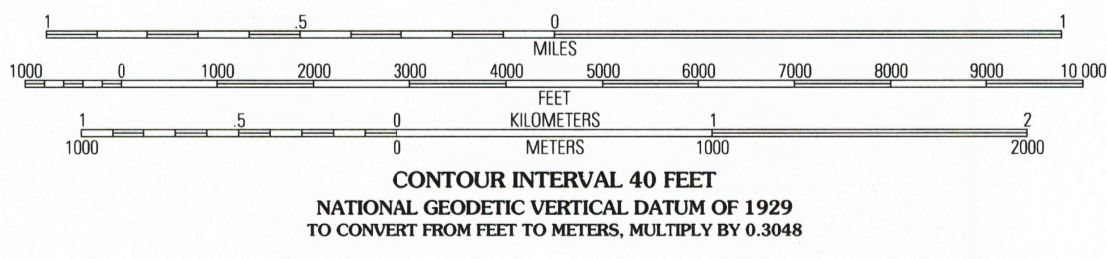 1 .5 0 1
MILES
1000 0 1000 2000 3000 4000 5000 6000 7000 8000 9000 10 000
FEET
1 .5 0 KILOMETERS 1 2
1000 0 METERS 1000 2000
CONTOUR INTERVAL 40 FEET
NATIONAL GEODETIC VERTICAL DATUM OF 1929
TO CONVERT FROM FEET TO METERS, MULTIPLY BY 0.3048